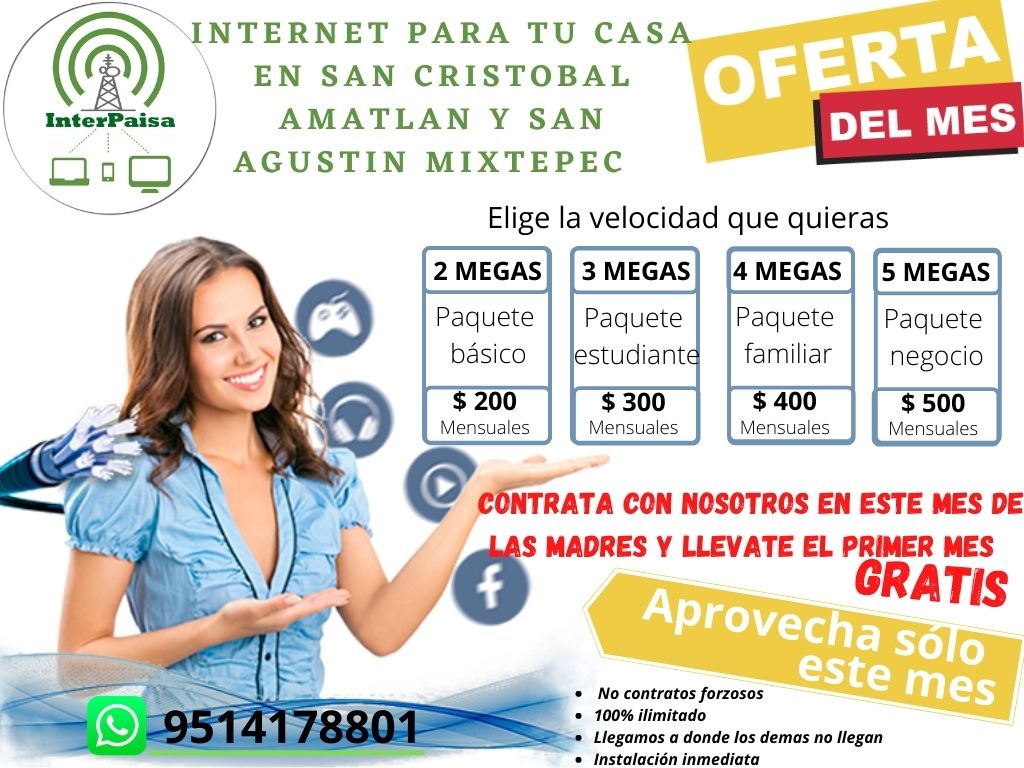 InterPaisa
INTERNET PARA TU CASA
EN SAN CRISTOBAL
AMATLAN Y SAN
AGUSTIN MIXTEPEC
OFERTA
DEL MES
Elige la velocidad que quieras
2 MEGAS
Paquete
básico
$ 200
Mensuales
3 MEGAS
Paquete
estudiante
$ 300
Mensuales
4 MEGAS
Paquete
familiar
$ 400
Mensuales
5 MEGAS
Paquete
negocio
$ 500
Mensuales
CONTRATA CON NOSOTROS EN ESTE MES DE
LAS MADRES Y LLEVATE EL PRIMER MES
GRATIS
Aprovecha sólo
este mes
No contratos forzosos
100% ilimitado
Llegamos a donde los demas no llegan
Instalación inmediata
9514178801